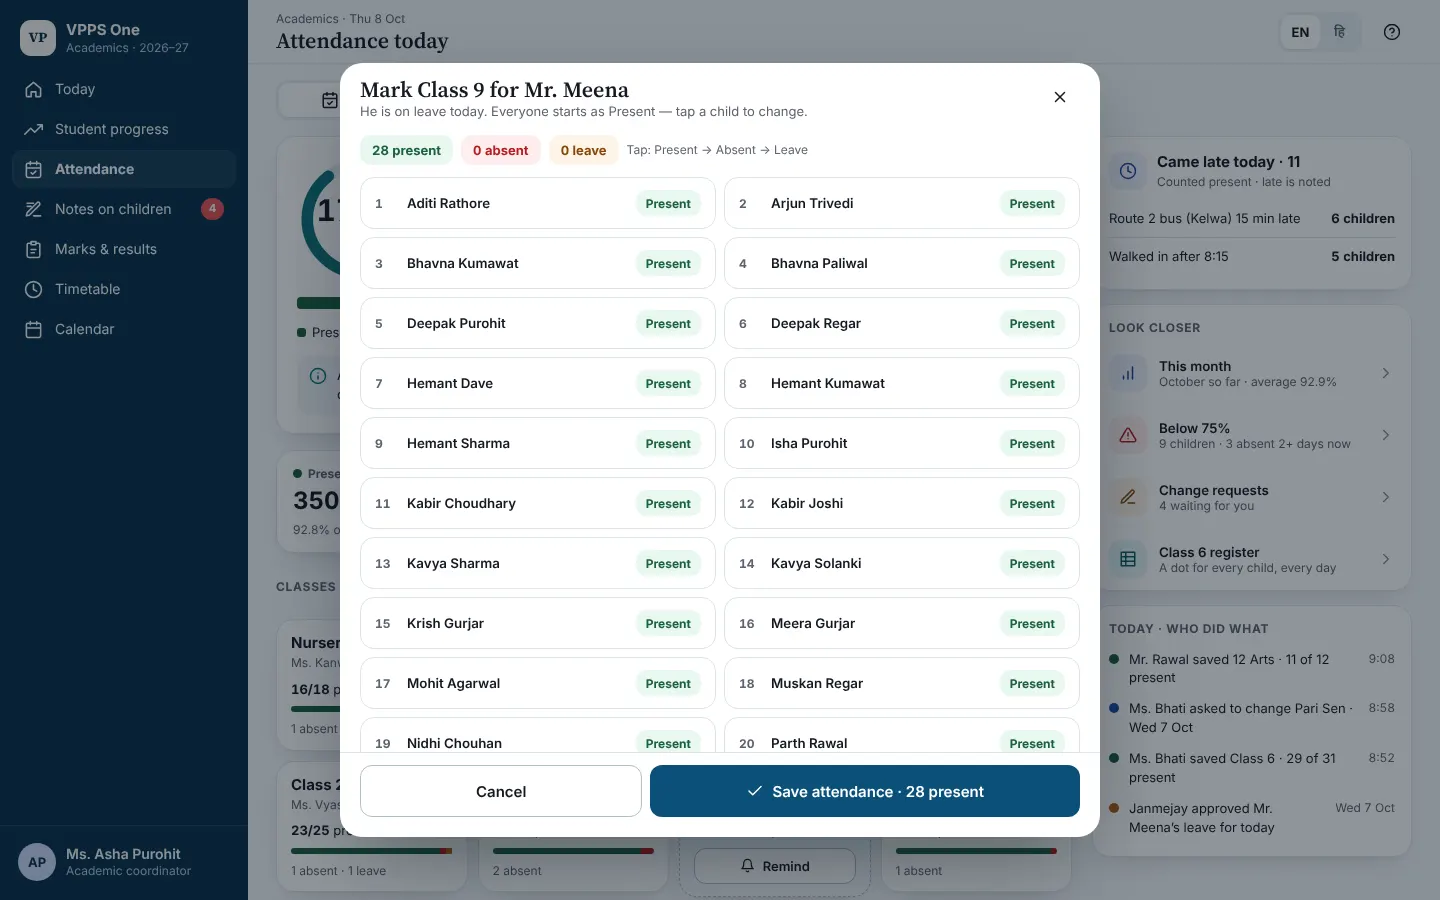 VP
VPPS One
Academics · 2026–27
Today
Student progress
Attendance
Notes on children
4
Marks & results
Timetable
Calendar
AP
Ms. Asha Purohit
Academic coordinator
Academics · Thu 8 Oct
Attendance today
EN
हि
Mark Class 9 for Mr. Meena
He is on leave today. Everyone starts as Present — tap a child to change.
28 present
0 absent
0 leave
Tap: Present → Absent → Leave
1 Aditi Rathore Present
2 Arjun Trivedi Present
3 Bhavna Kumawat Present
4 Bhavna Paliwal Present
5 Deepak Purohit Present
6 Deepak Regar Present
7 Hemant Dave Present
8 Hemant Kumawat Present
9 Hemant Sharma Present
10 Isha Purohit Present
11 Kabir Choudhary Present
12 Kabir Joshi Present
13 Kavya Sharma Present
14 Kavya Solanki Present
15 Krish Gurjar Present
16 Meera Gurjar Present
17 Mohit Agarwal Present
18 Muskan Regar Present
19 Nidhi Chouhan Present
20 Parth Rawal Present
Cancel
Save attendance · 28 present
350
92.8%
CLASSES
16/18
1 absent
23/25
1 absent · 1 leave
2 absent
Remind
1 absent
Came late today · 11
Counted present · late is noted
Route 2 bus (Kelwa) 15 min late 6 children
Walked in after 8:15 5 children
LOOK CLOSER
This month
October so far · average 92.9%
Below 75%
9 children · 3 absent 2+ days now
Change requests
4 waiting for you
Class 6 register
A dot for every child, every day
TODAY · WHO DID WHAT
Mr. Rawal saved 12 Arts · 11 of 12 9:08
present
Ms. Bhati asked to change Pari Sen · 8:58
Wed 7 Oct
Ms. Bhati saved Class 6 · 29 of 31 8:52
present
Janmejay approved Mr. Wed 7 Oct
Meena's leave for today